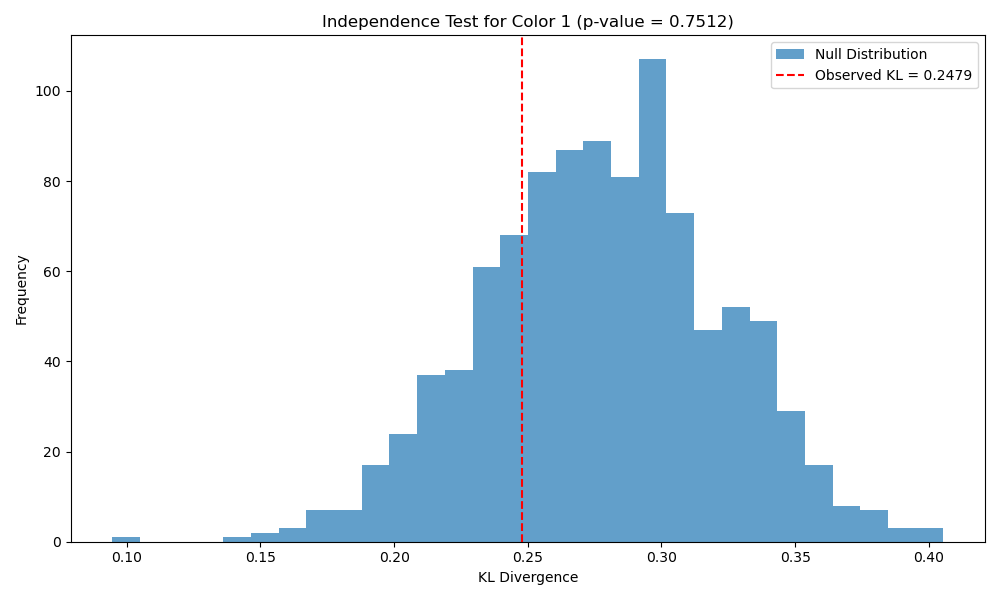 Independence Test for Color 1 (p-value = 0.7512)
Null Distribution
Observed KL = 0.2479
Frequency
100
80
60
40
20
0
0.10 0.15 0.20 0.25 0.30 0.35 0.40
KL Divergence